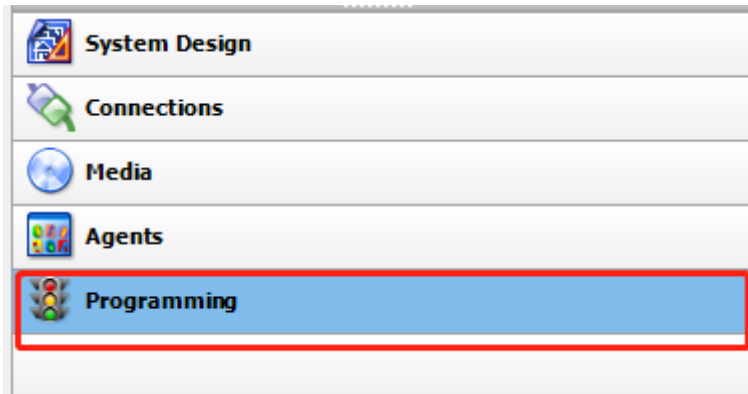 System Design
Connections
Media
Agents
Programming